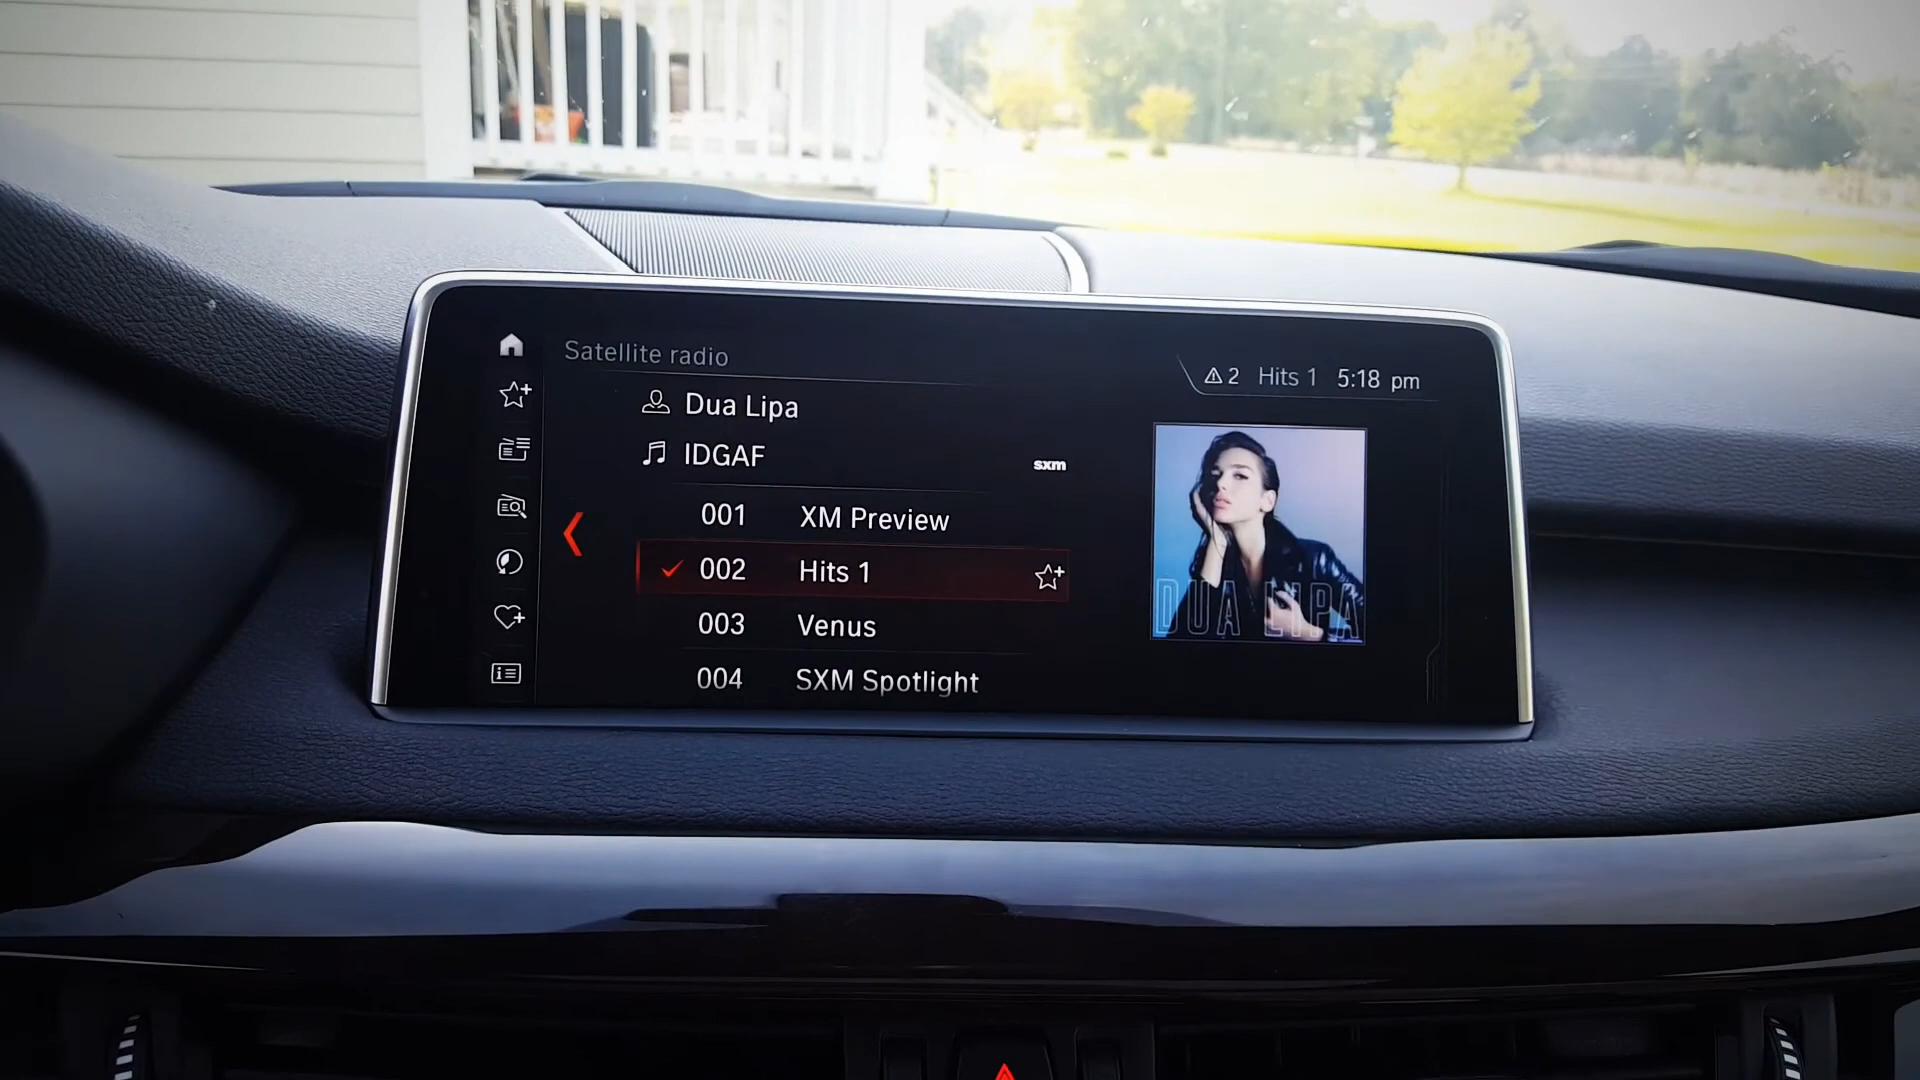 Satellite radio
2 Hits 1 5:18 pm
Dua Lipa
IDGAF
sxm
001 XM Preview
002 Hits 1
003 Venus
004 SXM Spotlight
DUA LIPA